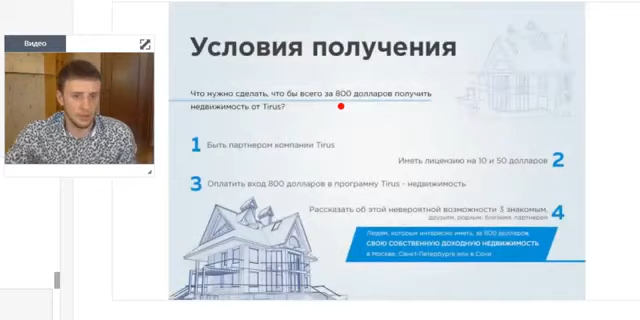 Видео
Условия получения
Что нужно сделать, что бы всего за 800 долларов получить
недвижимость от Tirus?
1 Быть партнером компании Tirus
Иметь лицензию на 10 и 50 долларов 2
3 Оплатить вход 800 долларов в программу Tirus - недвижимость
Рассказать об этой невероятной возможности 3 знакомым,
друзьям, родным, близким, партнерам 4
Людям, которым интересно иметь, за 800 долларов,
СВОЮ СОБСТВЕННУЮ ДОХОДНУЮ НЕДВИЖИМОСТЬ
в Москве, Санкт-Петербурге или в Сочи